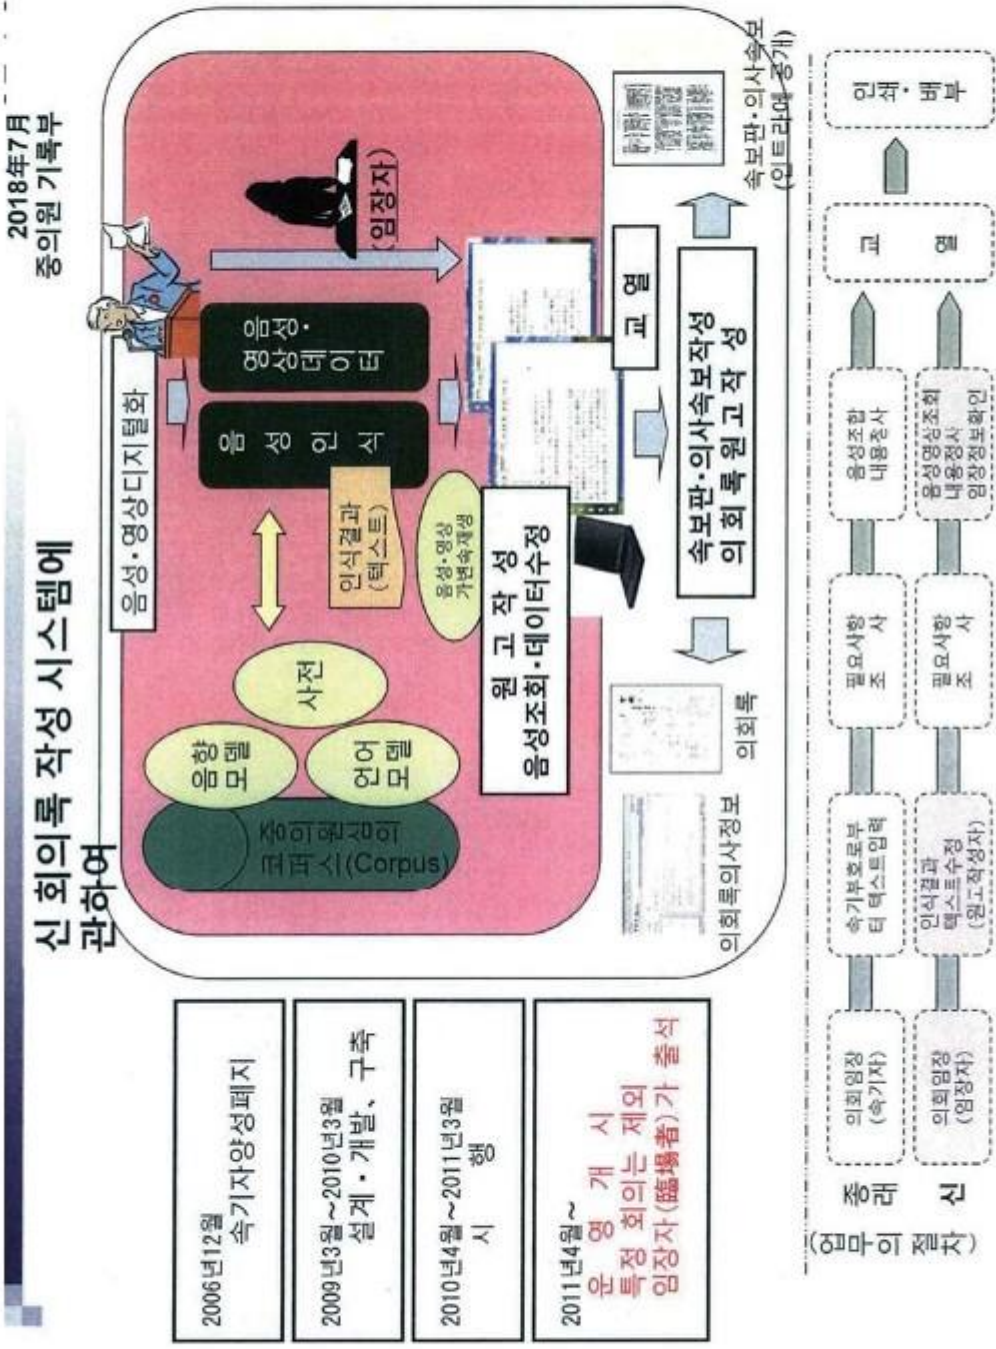 2018年7月
중의원 기록부
신 회의록 작성 시스템에
관하여
2006년12월
속기자양성폐지
2009년3월~2010년3월
설계·개발、구축
2010년4월~2011년3월
시 행
2011년4월~
운 영 개 시
특정 회의는 제외
임장자(臨場者)가 출석
음성·영상디지털화
음성·
영상데
이터
음성인
식
(임장자)
인식결과
(텍스트)
음성·영상
가변속재생
사전
음향
모델
언어
모델
중의원심의
코퍼스(Corpus)
원 고 작 성
음성조회·데이터수정
교 열
속보판·의사속보작성
의 회 록 원 고 작 성
속보판·의사속보
(인트라에 공개)
의회록
의회록의사정보
(업무의 절차)
종래
의회임장
(속기자)
속기부호로부
터 텍스트입력
필요사항
조 사
음성조합
내용정사
신
의회임장
(임장자)
인식결과
텍스트수정
(원고작성자)
필요사항
조 사
음성영상조회
내용정사
임장정보확인
교 열
인쇄·배부